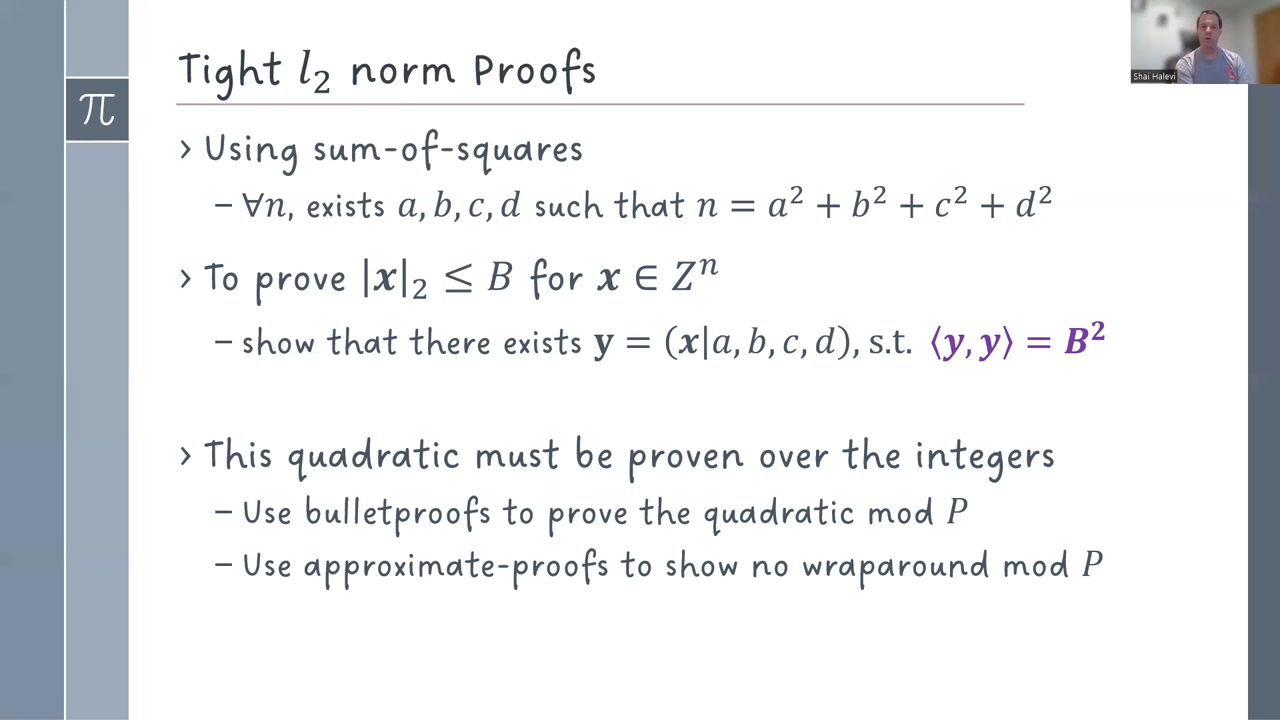 Tight l₂ norm Proofs
Shai Halevi
π
› Using sum-of-squares
– ∀n, exists a, b, c, d such that n = a² + b² + c² + d²
› To prove |x|₂ ≤ B for x ∈ Zⁿ
– show that there exists y = (x|a, b, c, d), s.t. ⟨y, y⟩ = B²
› This quadratic must be proven over the integers
– Use bulletproofs to prove the quadratic mod P
– Use approximate-proofs to show no wraparound mod P